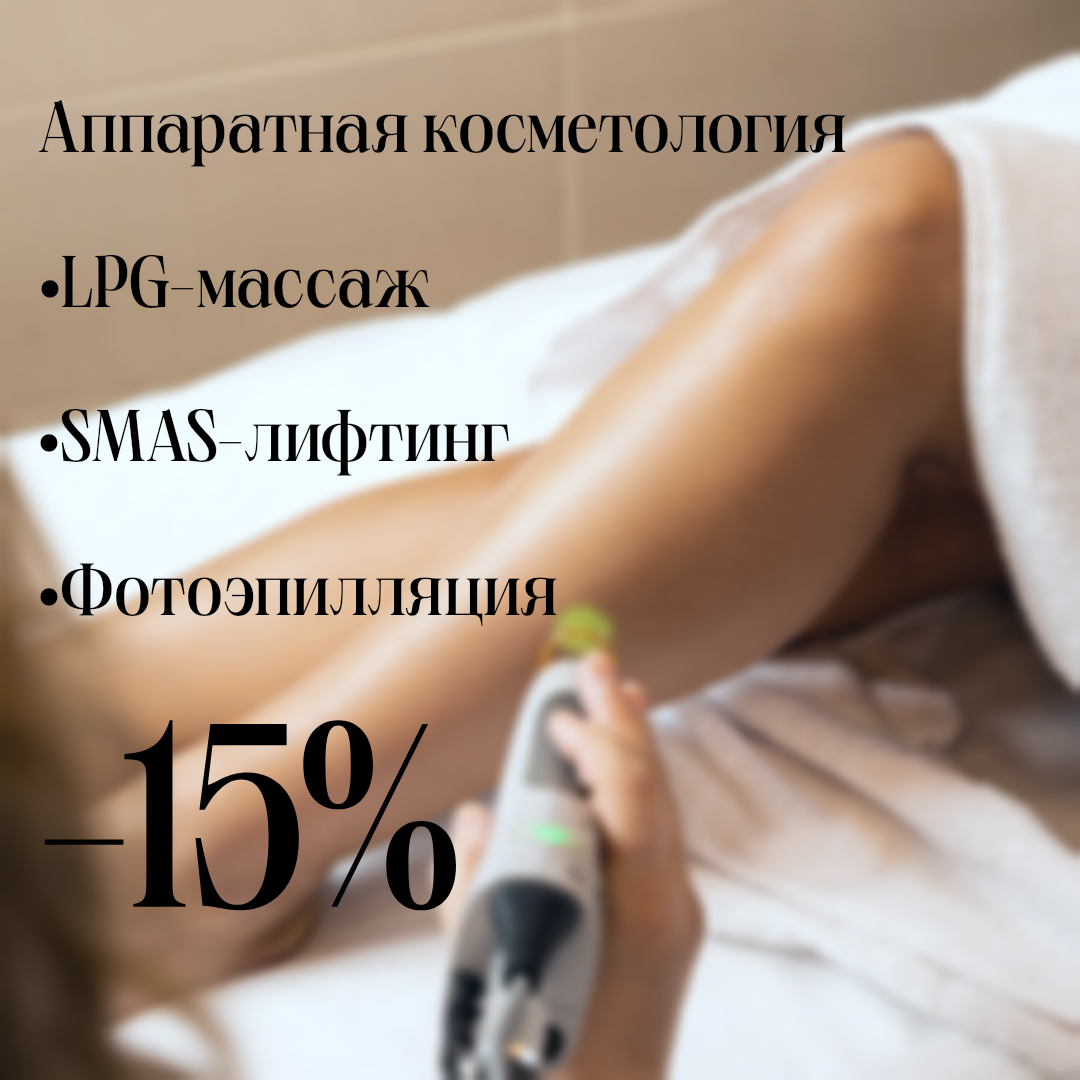 Аппаратная косметология
•LPG-массаж
•SMAS-лифтинг
•Фотоэпилляция
-15%